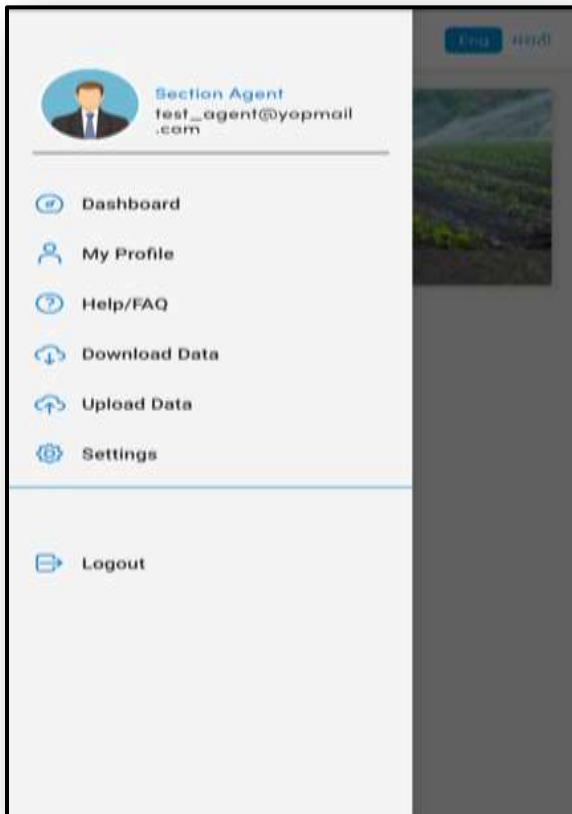 Eng मराठी
Section Agent
test_agent@yopmail
.com
Dashboard
My Profile
Help/FAQ
Download Data
Upload Data
Settings
Logout